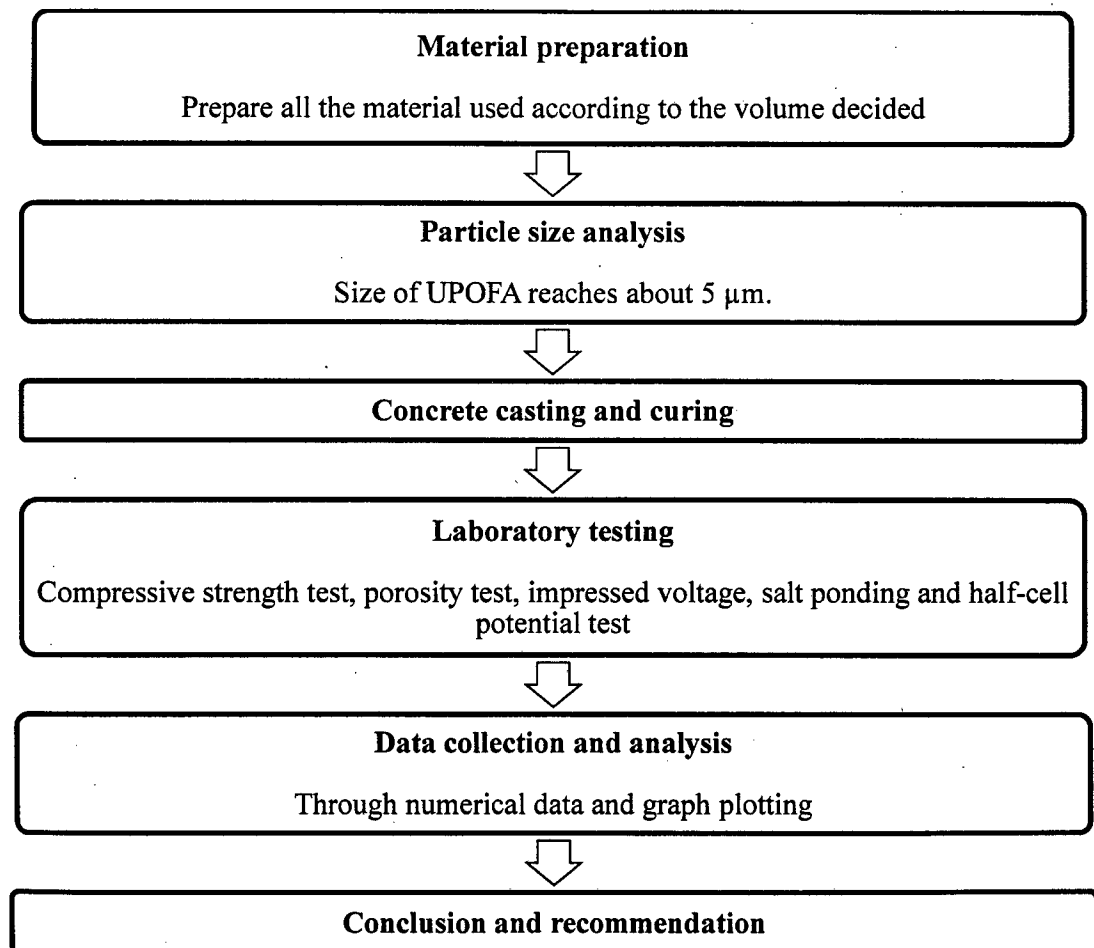 Material preparation
Prepare all the material used according to the volume decided
Particle size analysis
Size of UPOFA reaches about 5 µm.
Concrete casting and curing
Laboratory testing
Compressive strength test, porosity test, impressed voltage, salt ponding and half-cell
potential test
Data collection and analysis
Through numerical data and graph plotting
Conclusion and recommendation